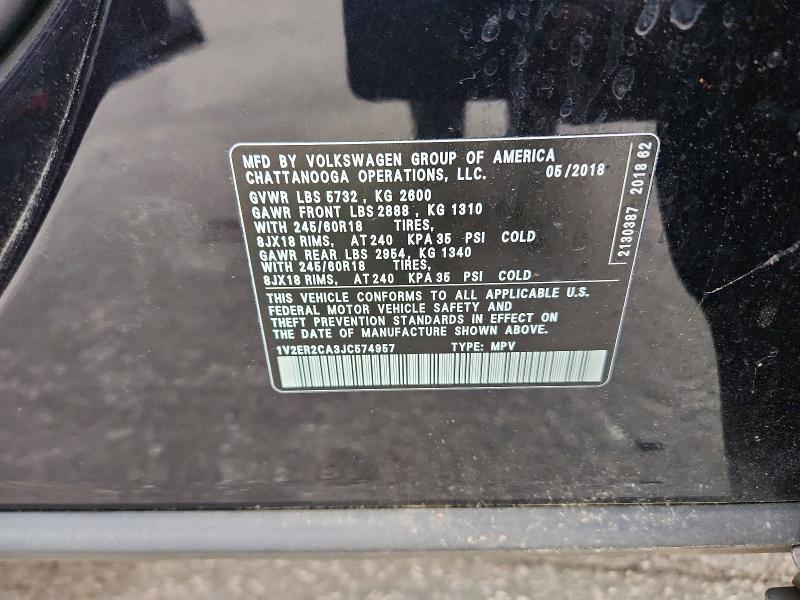 MFD BY VOLKSWAGEN GROUP OF AMERICA
CHATTANOOGA OPERATIONS, LLC. 05/2018
GVWR LBS 5732 , KG 2600
GAWR FRONT LBS 2888 , KG 1310
WITH 245/60R18 TIRES,
8JX18 RIMS, AT 240 KPA 35 PSI COLD
GAWR REAR LBS 2954, KG 1340
WITH 245/60R18 TIRES,
8JX18 RIMS, AT 240 KPA 35 PSI COLD
THIS VEHICLE CONFORMS TO ALL APPLICABLE U.S.
FEDERAL MOTOR VEHICLE SAFETY AND
THEFT PREVENTION STANDARDS IN EFFECT ON
THE DATE OF MANUFACTURE SHOWN ABOVE.
1V2ER2CA3JC574957 TYPE: MPV
2130387 2018 62